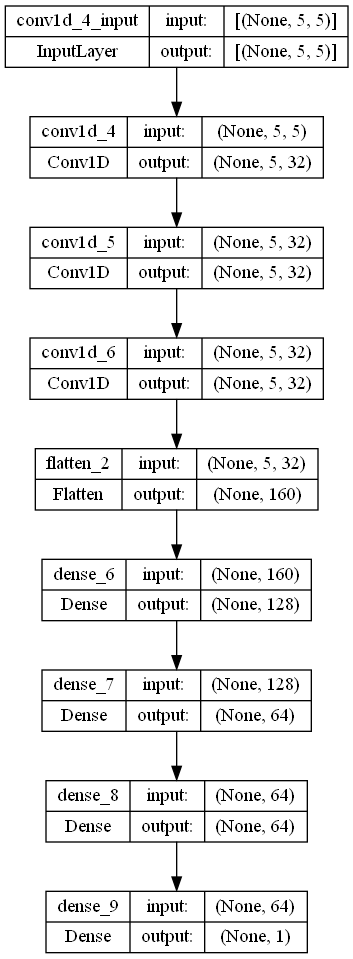 conv1d_4_input input: [(None, 5, 5)]
InputLayer output: [(None, 5, 5)]
conv1d_4 input: (None, 5, 5)
Conv1D output: (None, 5, 32)
conv1d_5 input: (None, 5, 32)
Conv1D output: (None, 5, 32)
conv1d_6 input: (None, 5, 32)
Conv1D output: (None, 5, 32)
flatten_2 input: (None, 5, 32)
Flatten output: (None, 160)
dense_6 input: (None, 160)
Dense output: (None, 128)
dense_7 input: (None, 128)
Dense output: (None, 64)
dense_8 input: (None, 64)
Dense output: (None, 64)
dense_9 input: (None, 64)
Dense output: (None, 1)